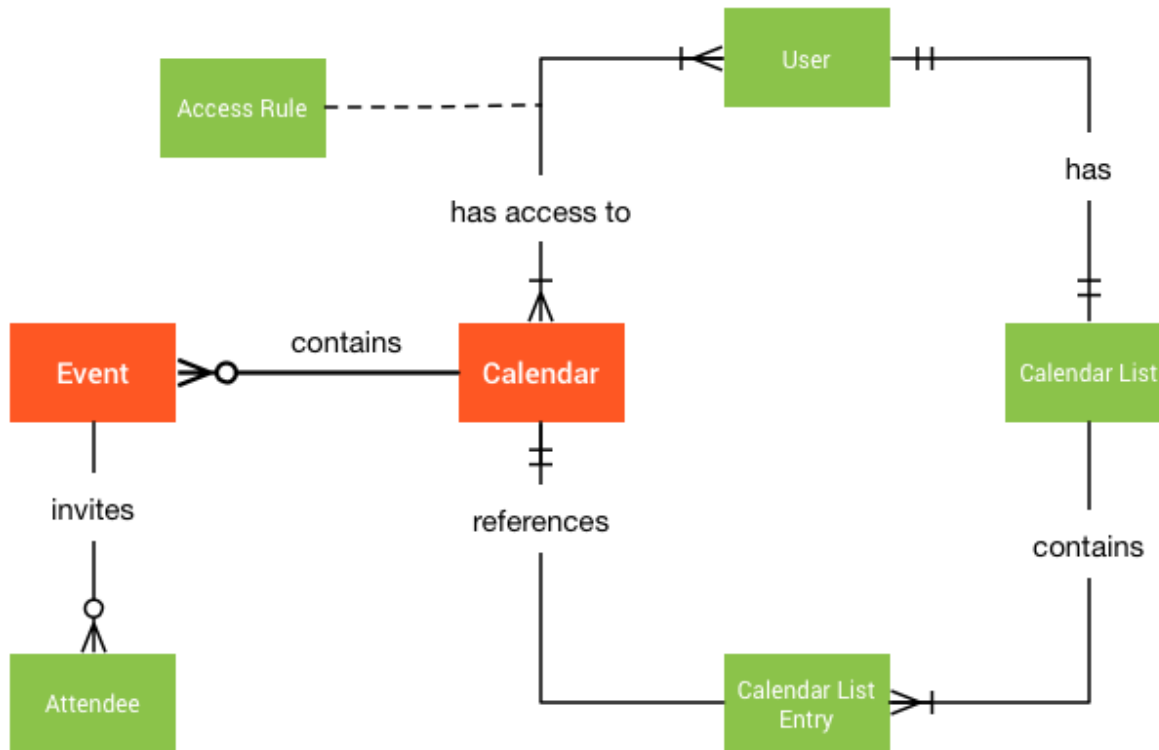 User
Access Rule
has
has access to
contains
Event
Calendar
Calendar List
invites
references
contains
Attendee
Calendar List
Entry